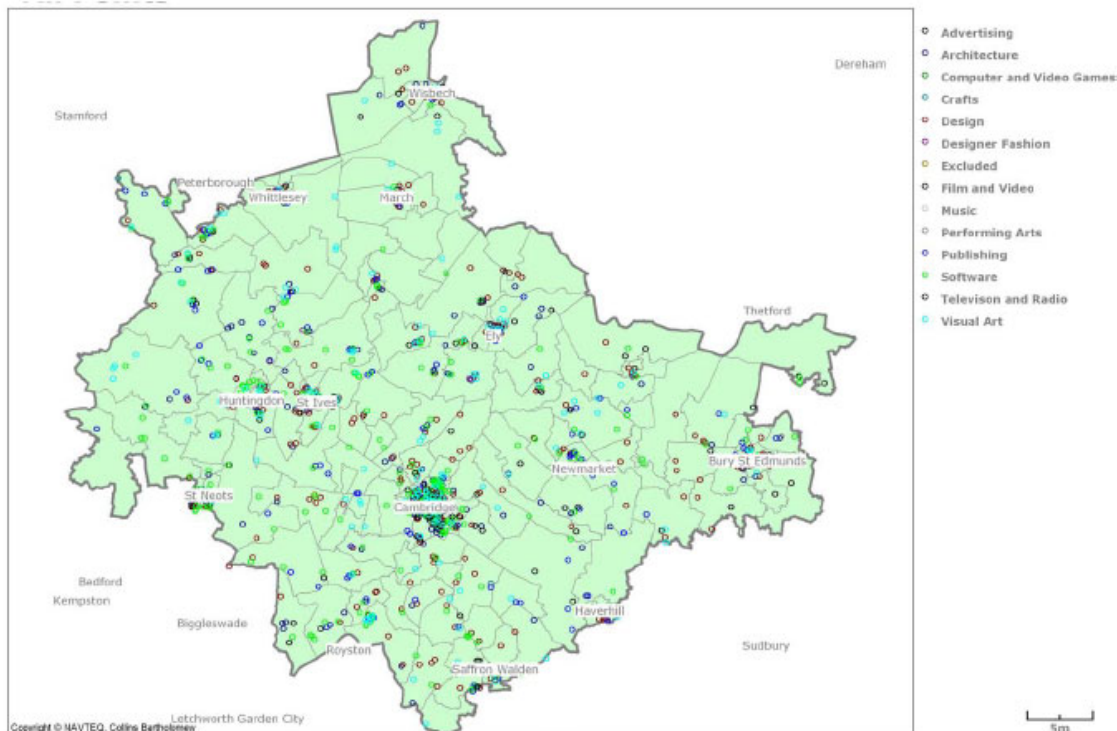 Advertising
Dereham
Architecture
Computer and Video Games
Wisbech
Crafts
Stamford
Design
Designer Fashion
Excluded
Peterborough
Whittlesey
March
Film and Video
Music
Performing Arts
Publishing
Software
Televison and Radio
Thetford
Visual Art
Ely
Huntingdon
St Ives
Bury St Edmunds
Newmarket
St Neots
Cambridge
Bedford
Kempston
Haverhill
Biggleswade
Royston
Sudbury
Saffron Walden
Letchworth Garden City
Copyright © NAVTEQ, Collins Bartholomew
5m